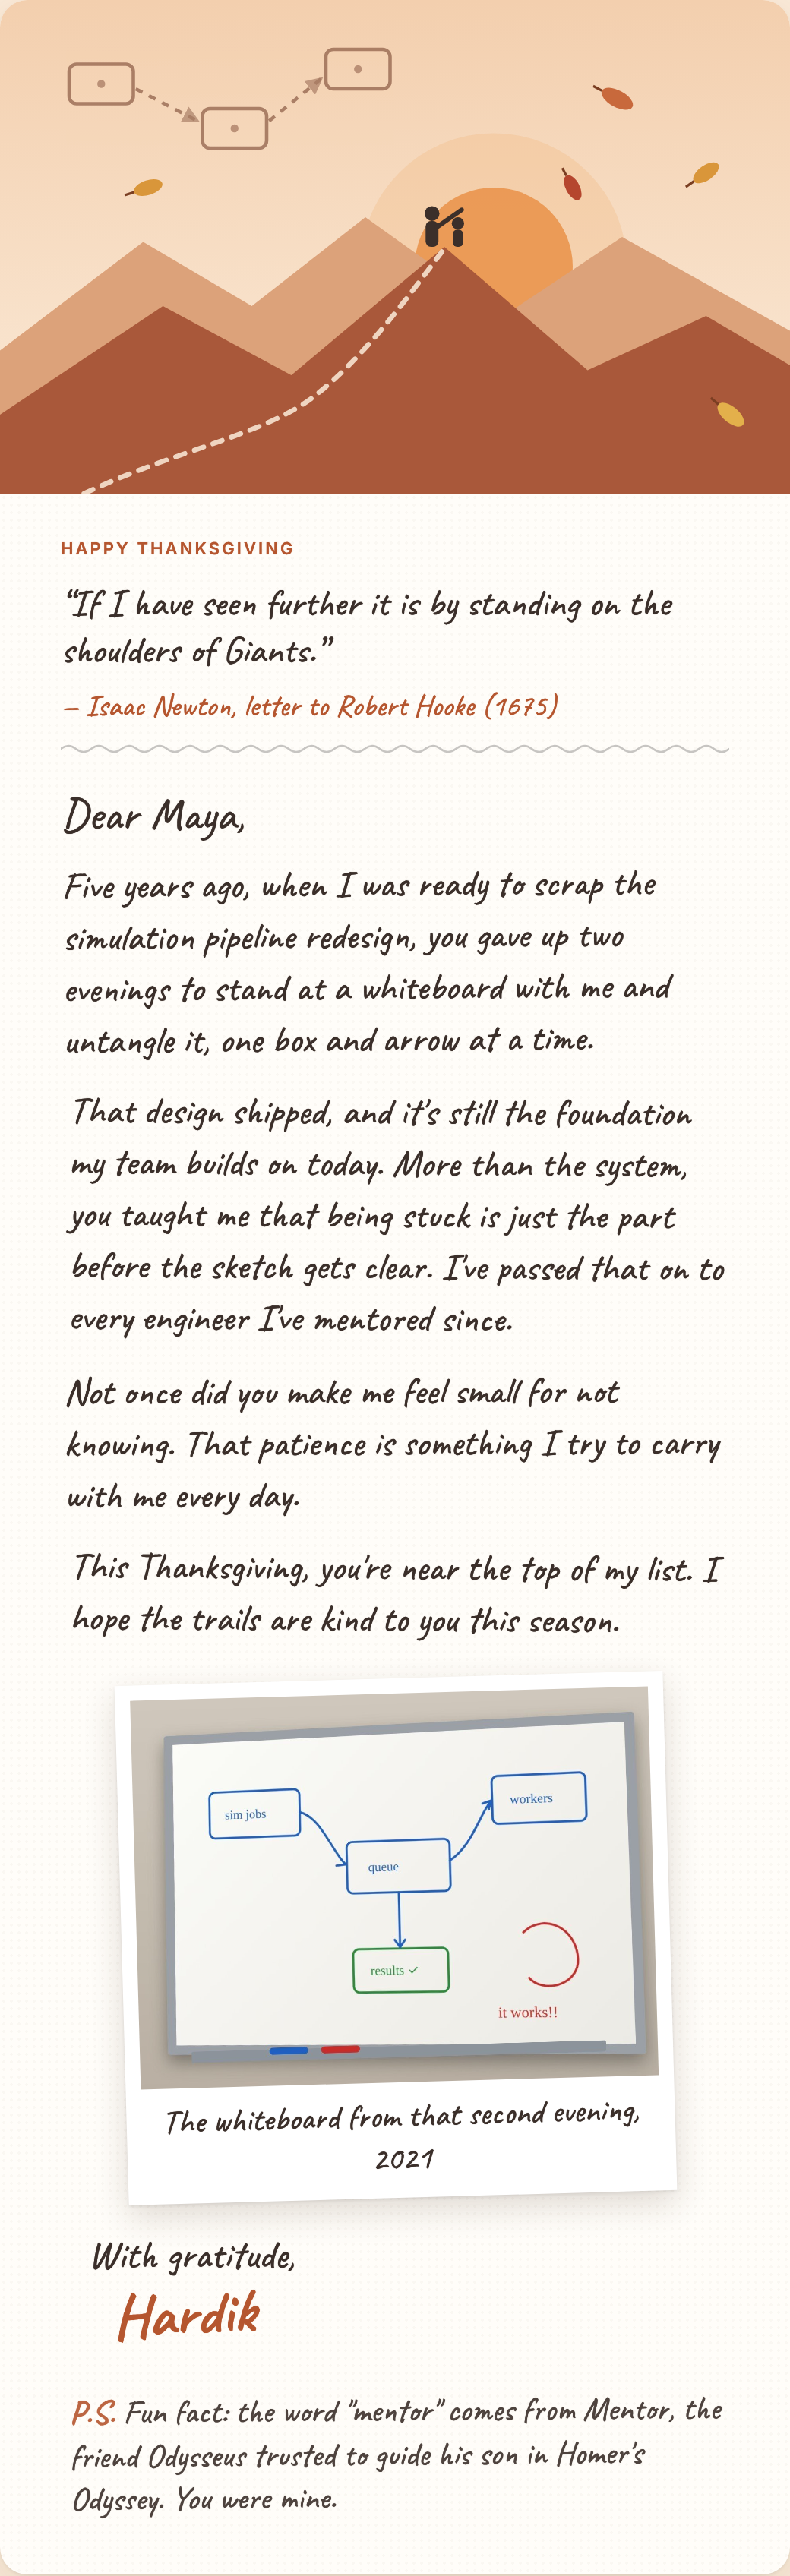 HAPPY THANKSGIVING
“If I have seen further it is by standing on the
shoulders of Giants.”
— Isaac Newton, letter to Robert Hooke (1675)
Dear Maya,
Five years ago, when I was ready to scrap the
simulation pipeline redesign, you gave up two
evenings to stand at a whiteboard with me and
untangle it, one box and arrow at a time.
That design shipped, and it's still the foundation
my team builds on today. More than the system,
you taught me that being stuck is just the part
before the sketch gets clear. I've passed that on to
every engineer I've mentored since.
Not once did you make me feel small for not
knowing. That patience is something I try to carry
with me every day.
This Thanksgiving, you're near the top of my list. I
hope the trails are kind to you this season.
sim jobs
workers
queue
results ✓
it works!!
The whiteboard from that second evening,
2021
With gratitude,
Hardik
P.S. Fun fact: the word "mentor" comes from Mentor, the
friend Odysseus trusted to guide his son in Homer's
Odyssey. You were mine.